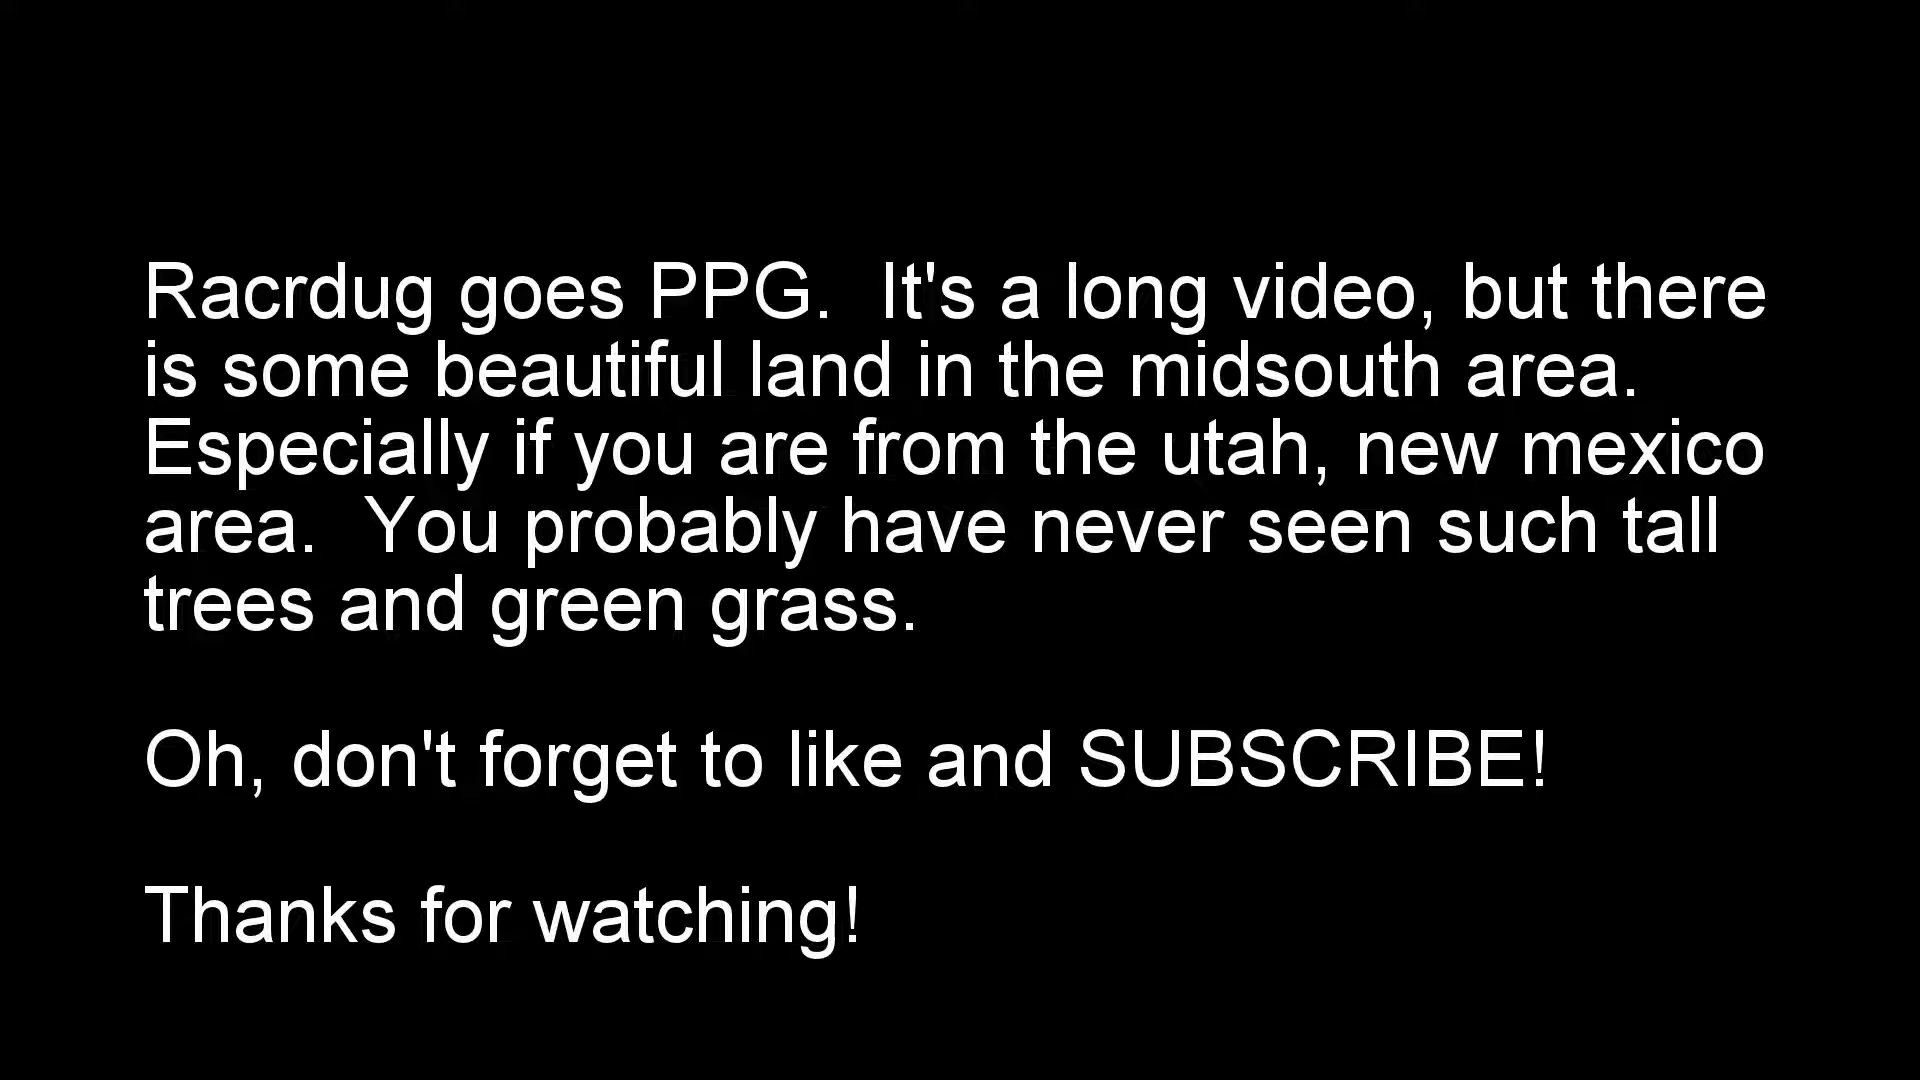 Racrdug goes PPG.  It's a long video, but there
is some beautiful land in the midsouth area.
Especially if you are from the utah, new mexico
area.  You probably have never seen such tall
trees and green grass.
Oh, don't forget to like and SUBSCRIBE!
Thanks for watching!